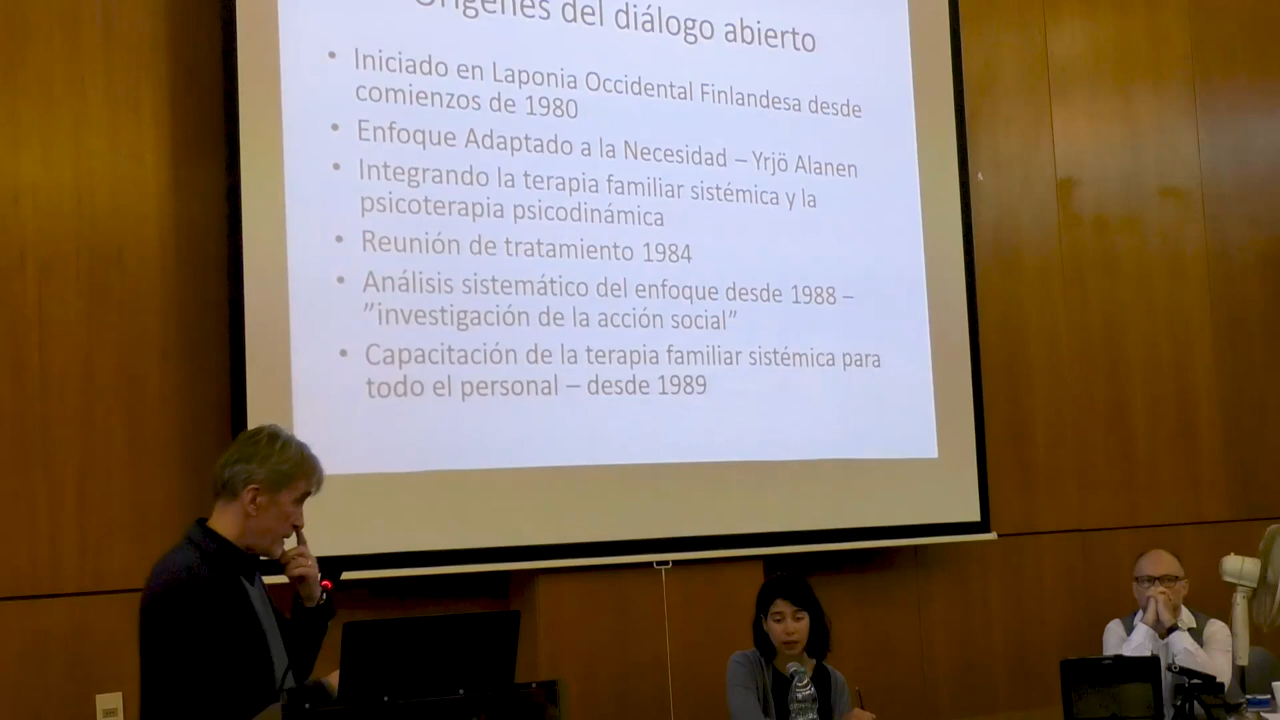 Orígenes del diálogo abierto
• Iniciado en Laponia Occidental Finlandesa desde
comienzos de 1980
• Enfoque Adaptado a la Necesidad – Yrjö Alanen
• Integrando la terapia familiar sistémica y la
psicoterapia psicodinámica
• Reunión de tratamiento 1984
• Análisis sistemático del enfoque desde 1988 –
”investigación de la acción social”
• Capacitación de la terapia familiar sistémica para
todo el personal – desde 1989